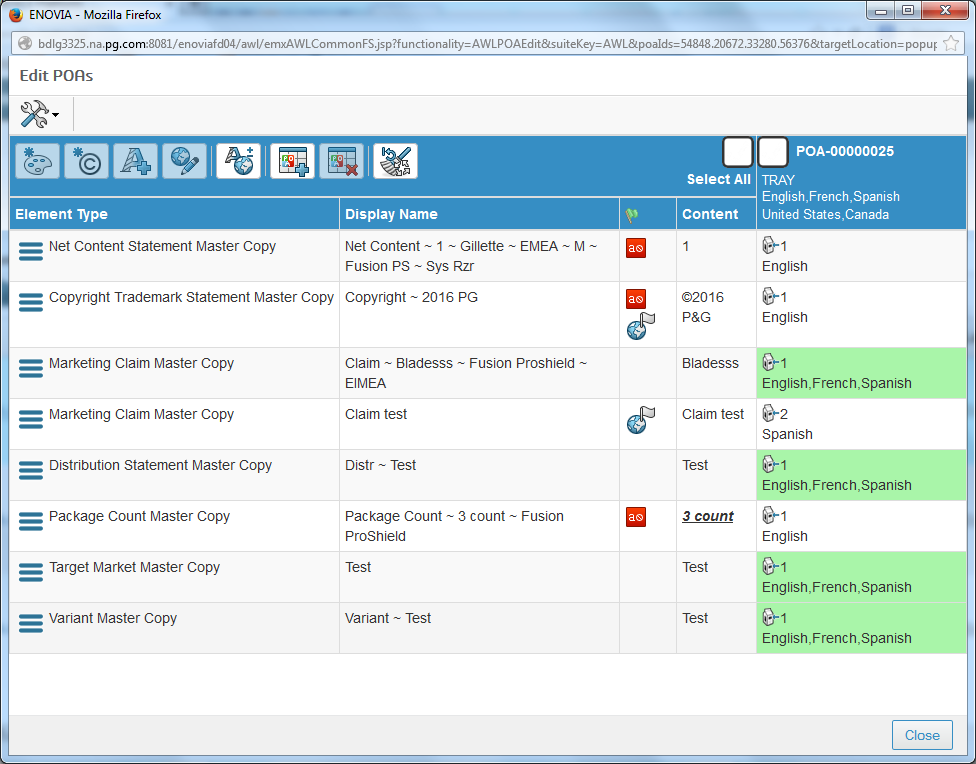 ENOVIA - Mozilla Firefox
bdlg3325.na.pg.com:8081/enoviafd04/awl/emxAWLCommonFS.jsp?functionality=AWLPOAEdit&suiteKey=AWL&poaIds=54848.20672.33280.56376&targetLocation=popup
Edit POAs
Select All
POA-00000025
TRAY
English,French,Spanish
United States,Canada
Element Type Display Name Content
Net Content Statement Master Copy Net Content ~ 1 ~ Gillette ~ EMEA ~ M ~ 1 1
Fusion PS ~ Sys Rzr English
Copyright Trademark Statement Master Copy Copyright ~ 2016 PG ©2016 1
P&G English
Marketing Claim Master Copy Claim ~ Bladesss ~ Fusion Proshield ~ Bladesss 1
ElMEA English,French,Spanish
Marketing Claim Master Copy Claim test Claim test 2
Spanish
Distribution Statement Master Copy Distr ~ Test Test 1
English,French,Spanish
Package Count Master Copy Package Count ~ 3 count ~ Fusion 3 count 1
ProShield English
Target Market Master Copy Test Test 1
English,French,Spanish
Variant Master Copy Variant ~ Test Test 1
English,French,Spanish
Close